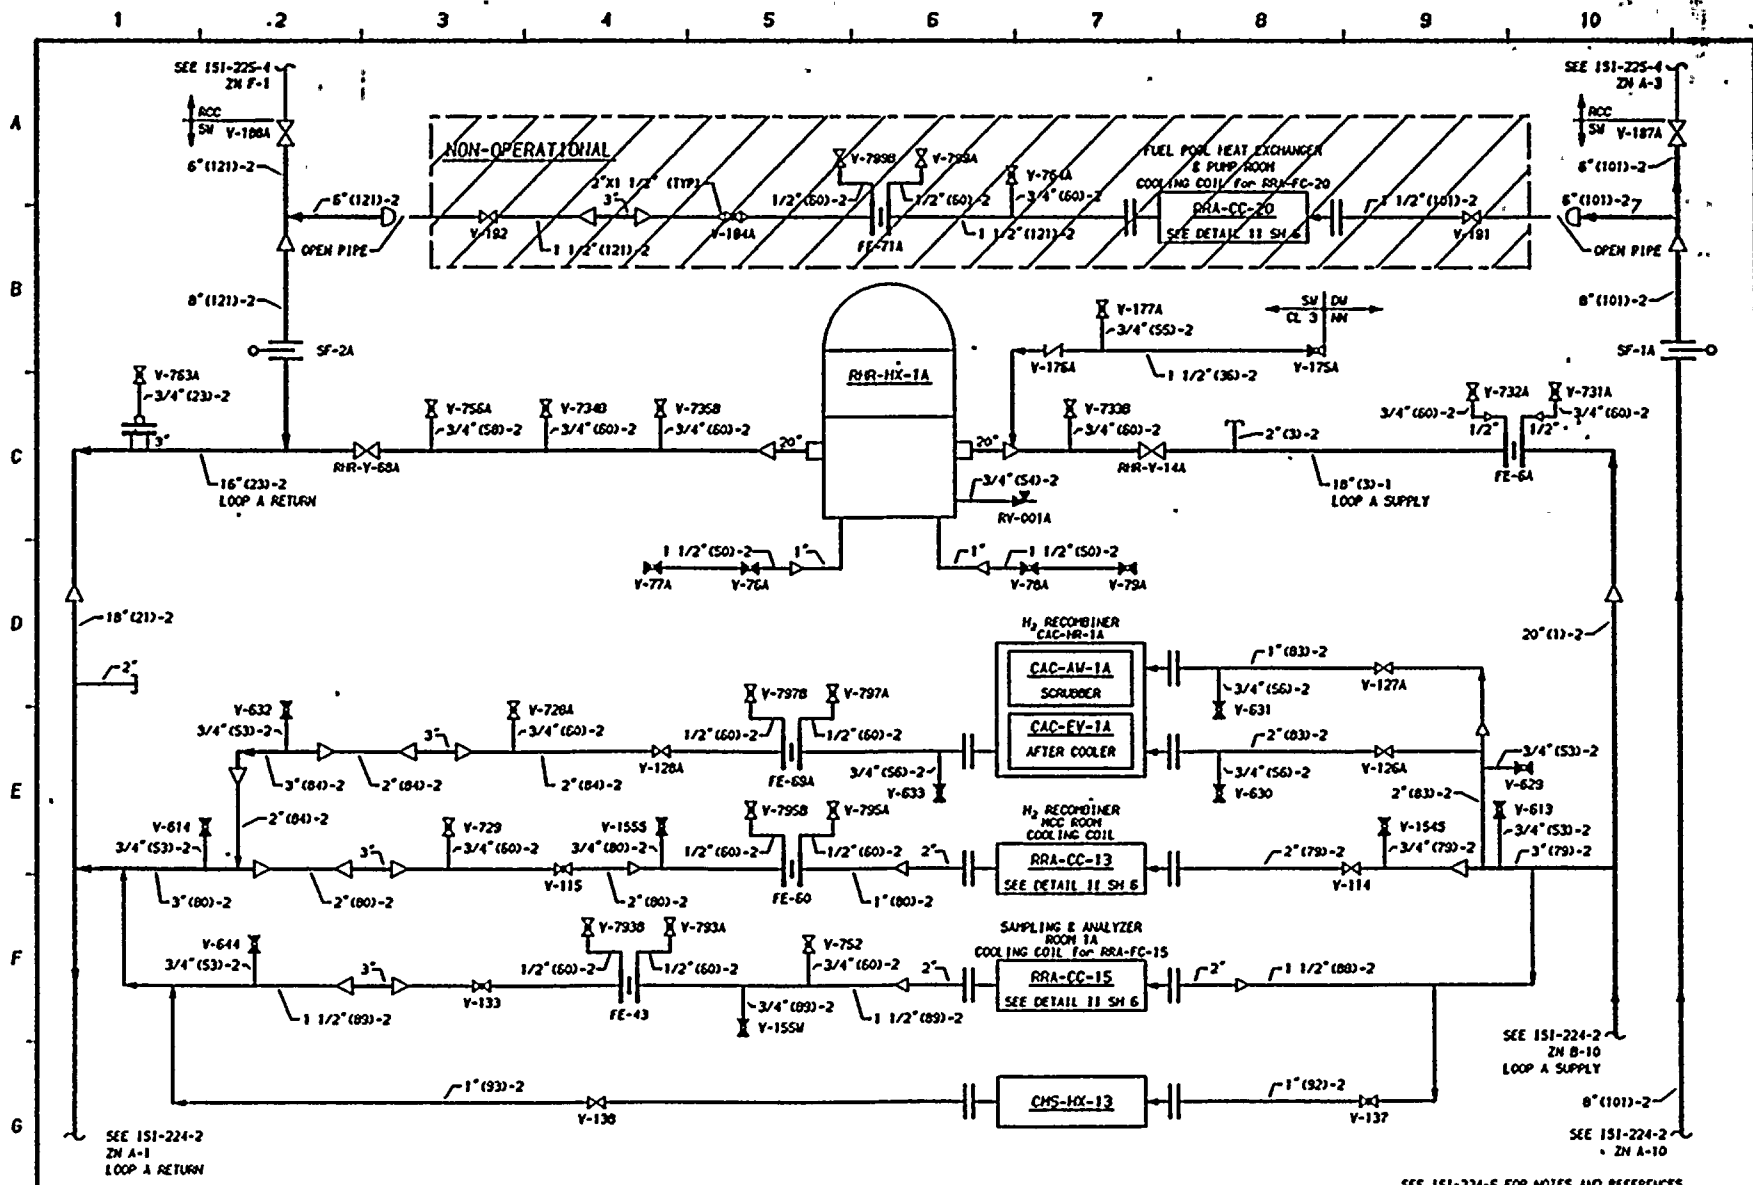 1 .2 3 4 5 6 7 8 9 10
A
B
C
D
E
F
G
SEE 151-225-4
ZN F-1
RCC
SW
V-188A
6"(121)-2
6"(121)-2
OPEN PIPE
8"(121)-2
SF-2A
NON-OPERATIONAL
V-192
1 1/2"(121)-2
3"
2"X1 1/2" (TYP)
V-184A
1/2"(60)-2
V-799B
V-799A
1/2"(60)-2
FE-71A
V-764A
3/4"(60)-2
1 1/2"(121)-2
FUEL POOL HEAT EXCHANGER
& PUMP ROOM
COOLING COIL for RRA-FC-20
RRA-CC-20
SEE DETAIL 11 SH 6
1 1/2"(101)-2
V-191
SEE 151-225-4
ZN A-3
RCC
SW
V-187A
6"(101)-2
6"(101)-2
OPEN PIPE
8"(101)-2
SF-1A
V-763A
3/4"(23)-2
3"
16"(23)-2
LOOP A RETURN
RHR-V-68A
V-756A
3/4"(58)-2
V-734B
3/4"(60)-2
V-735B
3/4"(60)-2
20"
RHR-HX-1A
20"
V-177A
3/4"(55)-2
V-176A
1 1/2"(36)-2
V-175A
SW DW
CL 3 NN
V-733B
3/4"(60)-2
RHR-V-14A
2"(3)-2
18"(3)-1
LOOP A SUPPLY
V-732A
3/4"(60)-2
1/2"
V-731A
3/4"(60)-2
1/2"
FE-6A
3/4"(54)-2
RV-001A
1 1/2"(50)-2
1"
V-77A
V-76A
1"
1 1/2"(50)-2
V-78A
V-79A
18"(21)-2
2"
20"(1)-2
H2 RECOMBINER
CAC-HR-1A
CAC-AW-1A
SCRUBBER
CAC-EV-1A
AFTER COOLER
1"(83)-2
3/4"(56)-2
V-631
V-127A
2"(83)-2
3/4"(56)-2
V-630
V-126A
3/4"(53)-2
V-629
2"(83)-2
V-632
3/4"(53)-2
3"(84)-2
2"(84)-2
3"
V-728A
3/4"(60)-2
2"(84)-2
V-128A
V-797B
V-797A
1/2"(60)-2
1/2"(60)-2
FE-69A
3/4"(56)-2
V-633
2"(84)-2
V-614
3/4"(53)-2
3"(80)-2
2"(80)-2
3"
V-729
3/4"(60)-2
V-115
V-155S
3/4"(80)-2
2"(80)-2
V-795B
V-795A
1/2"(60)-2
1/2"(60)-2
FE-60
1"(80)-2
2"
H2 RECOMBINER
MCC ROOM
COOLING COIL
RRA-CC-13
SEE DETAIL 11 SH 6
2"(79)-2
V-114
V-154S
3/4"(79)-2
V-613
3/4"(53)-2
3"(79)-2
V-644
3/4"(53)-2
1 1/2"(89)-2
3"
V-133
V-793B
V-793A
1/2"(60)-2
1/2"(60)-2
FE-43
3/4"(89)-2
V-155W
V-752
3/4"(60)-2
1 1/2"(89)-2
2"
SAMPLING & ANALYZER
ROOM 1A
COOLING COIL for RRA-FC-15
RRA-CC-15
SEE DETAIL 11 SH 6
2"
1 1/2"(88)-2
SEE 151-224-2
ZN B-10
LOOP A SUPPLY
1"(93)-2
V-138
CMS-HX-13
1"(92)-2
V-137
8"(101)-2
SEE 151-224-2
ZN A-10
SEE 151-224-2
ZN A-1
LOOP A RETURN
SEE 151-224-6 FOR NOTES AND REFERENCES